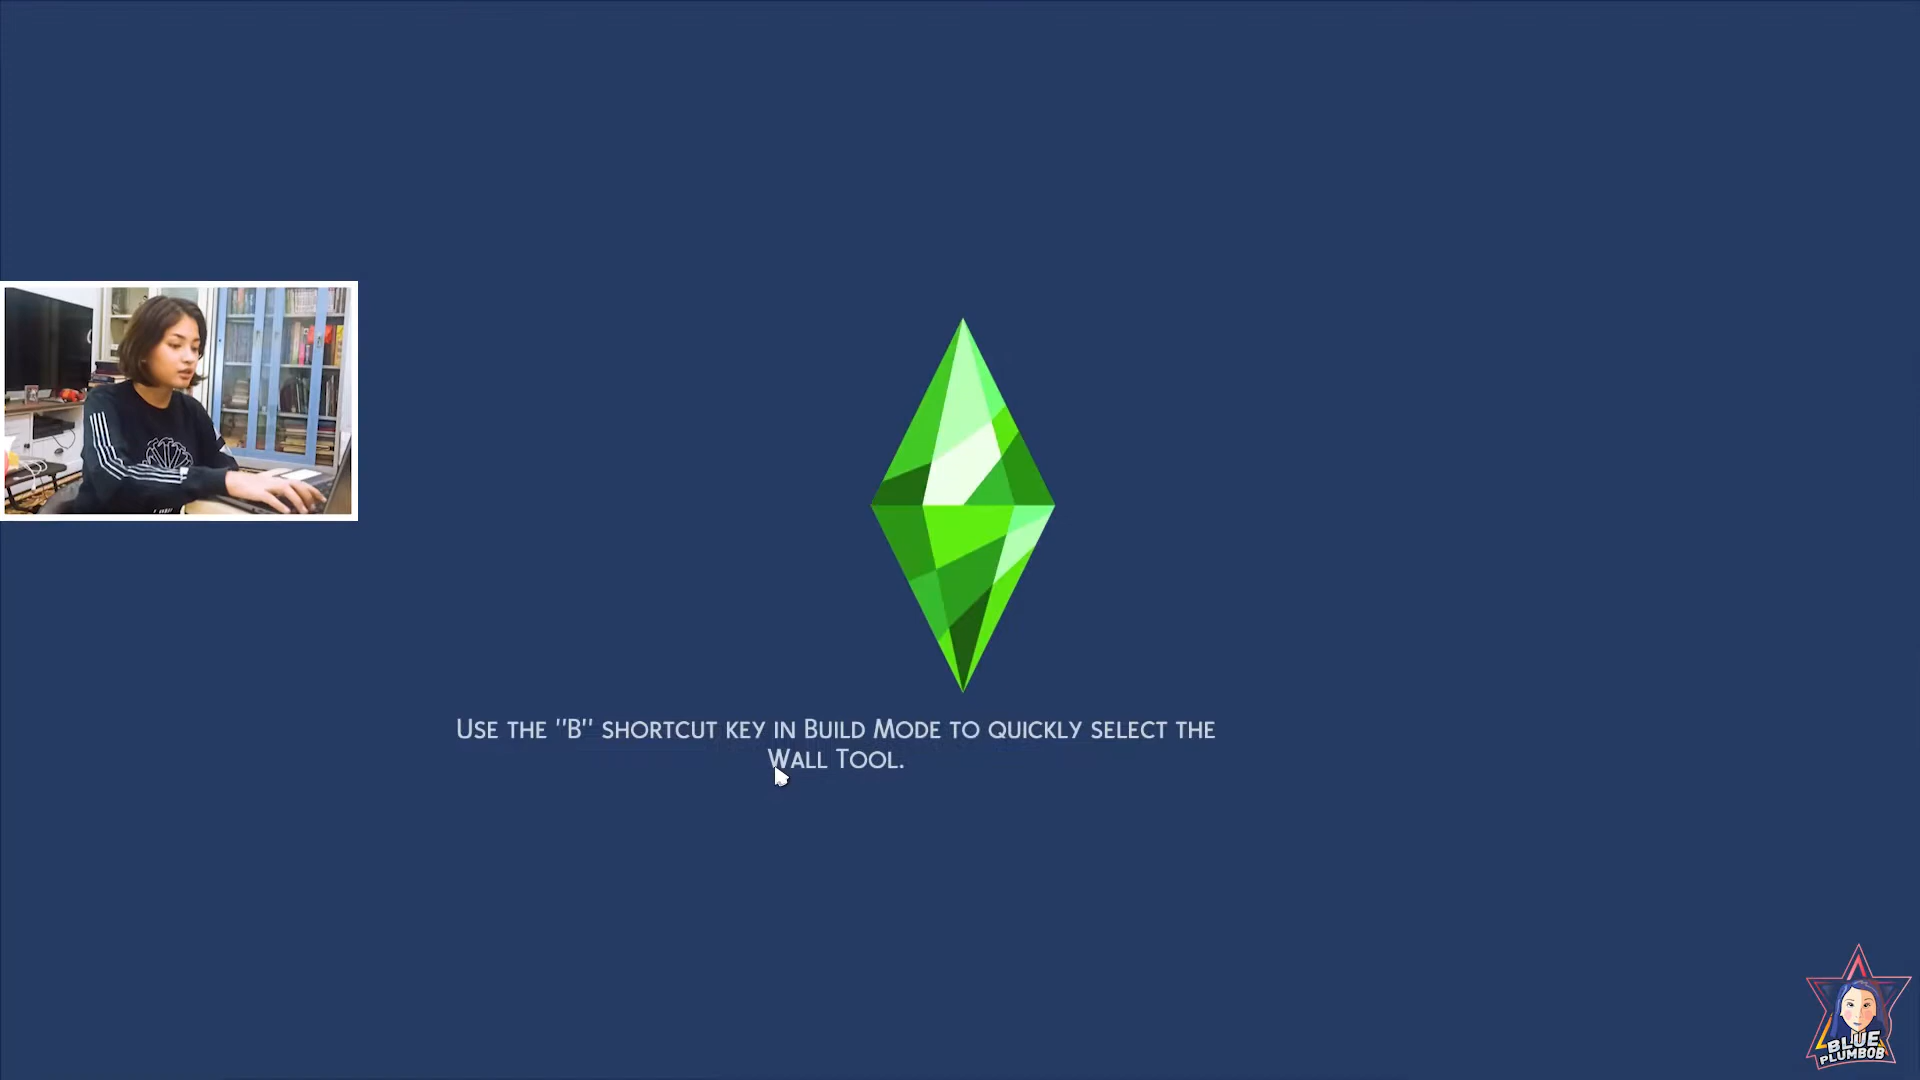 Use the "B" shortcut key in Build Mode to quickly select the
Wall Tool.
BLUE
PLUMBOB